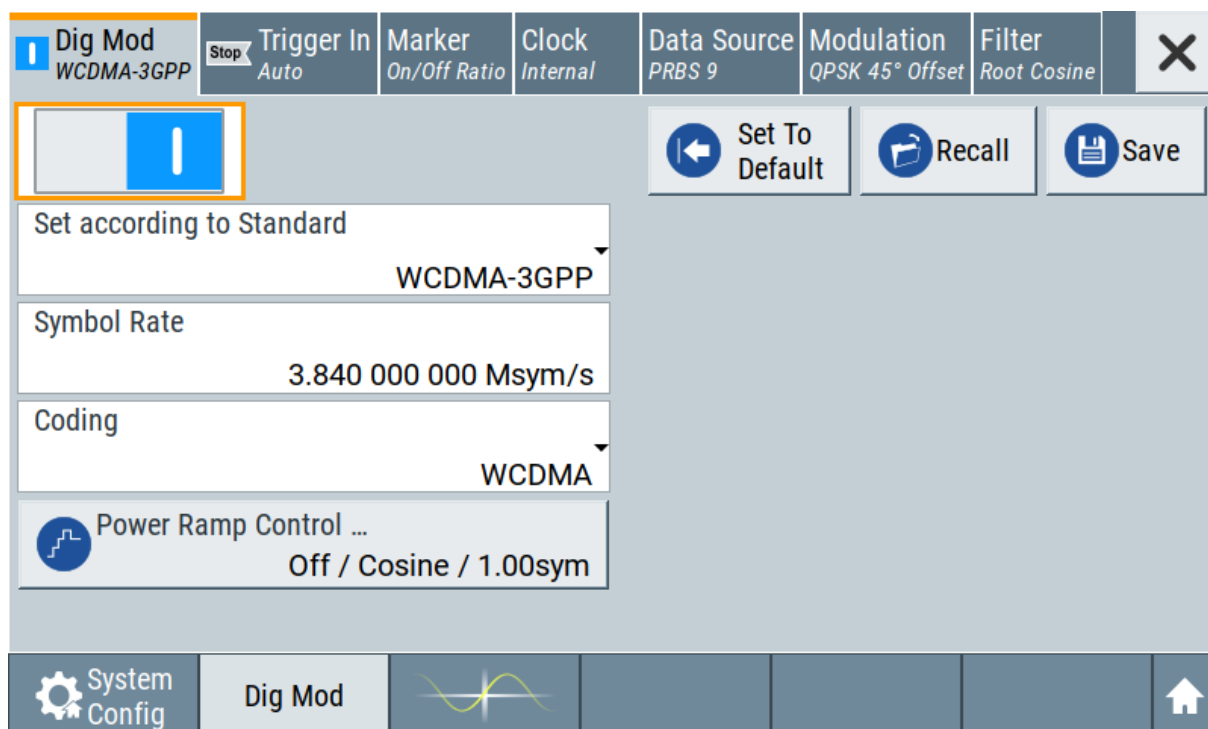 Dig Mod
WCDMA-3GPP
Stop
Trigger In
Auto
Marker
On/Off Ratio
Clock
Internal
Data Source
PRBS 9
Modulation
QPSK 45° Offset
Filter
Root Cosine
Set To
Default
Recall
Save
Set according to Standard
WCDMA-3GPP
Symbol Rate
3.840 000 000 Msym/s
Coding
WCDMA
Power Ramp Control ...
Off / Cosine / 1.00sym
System
Config
Dig Mod